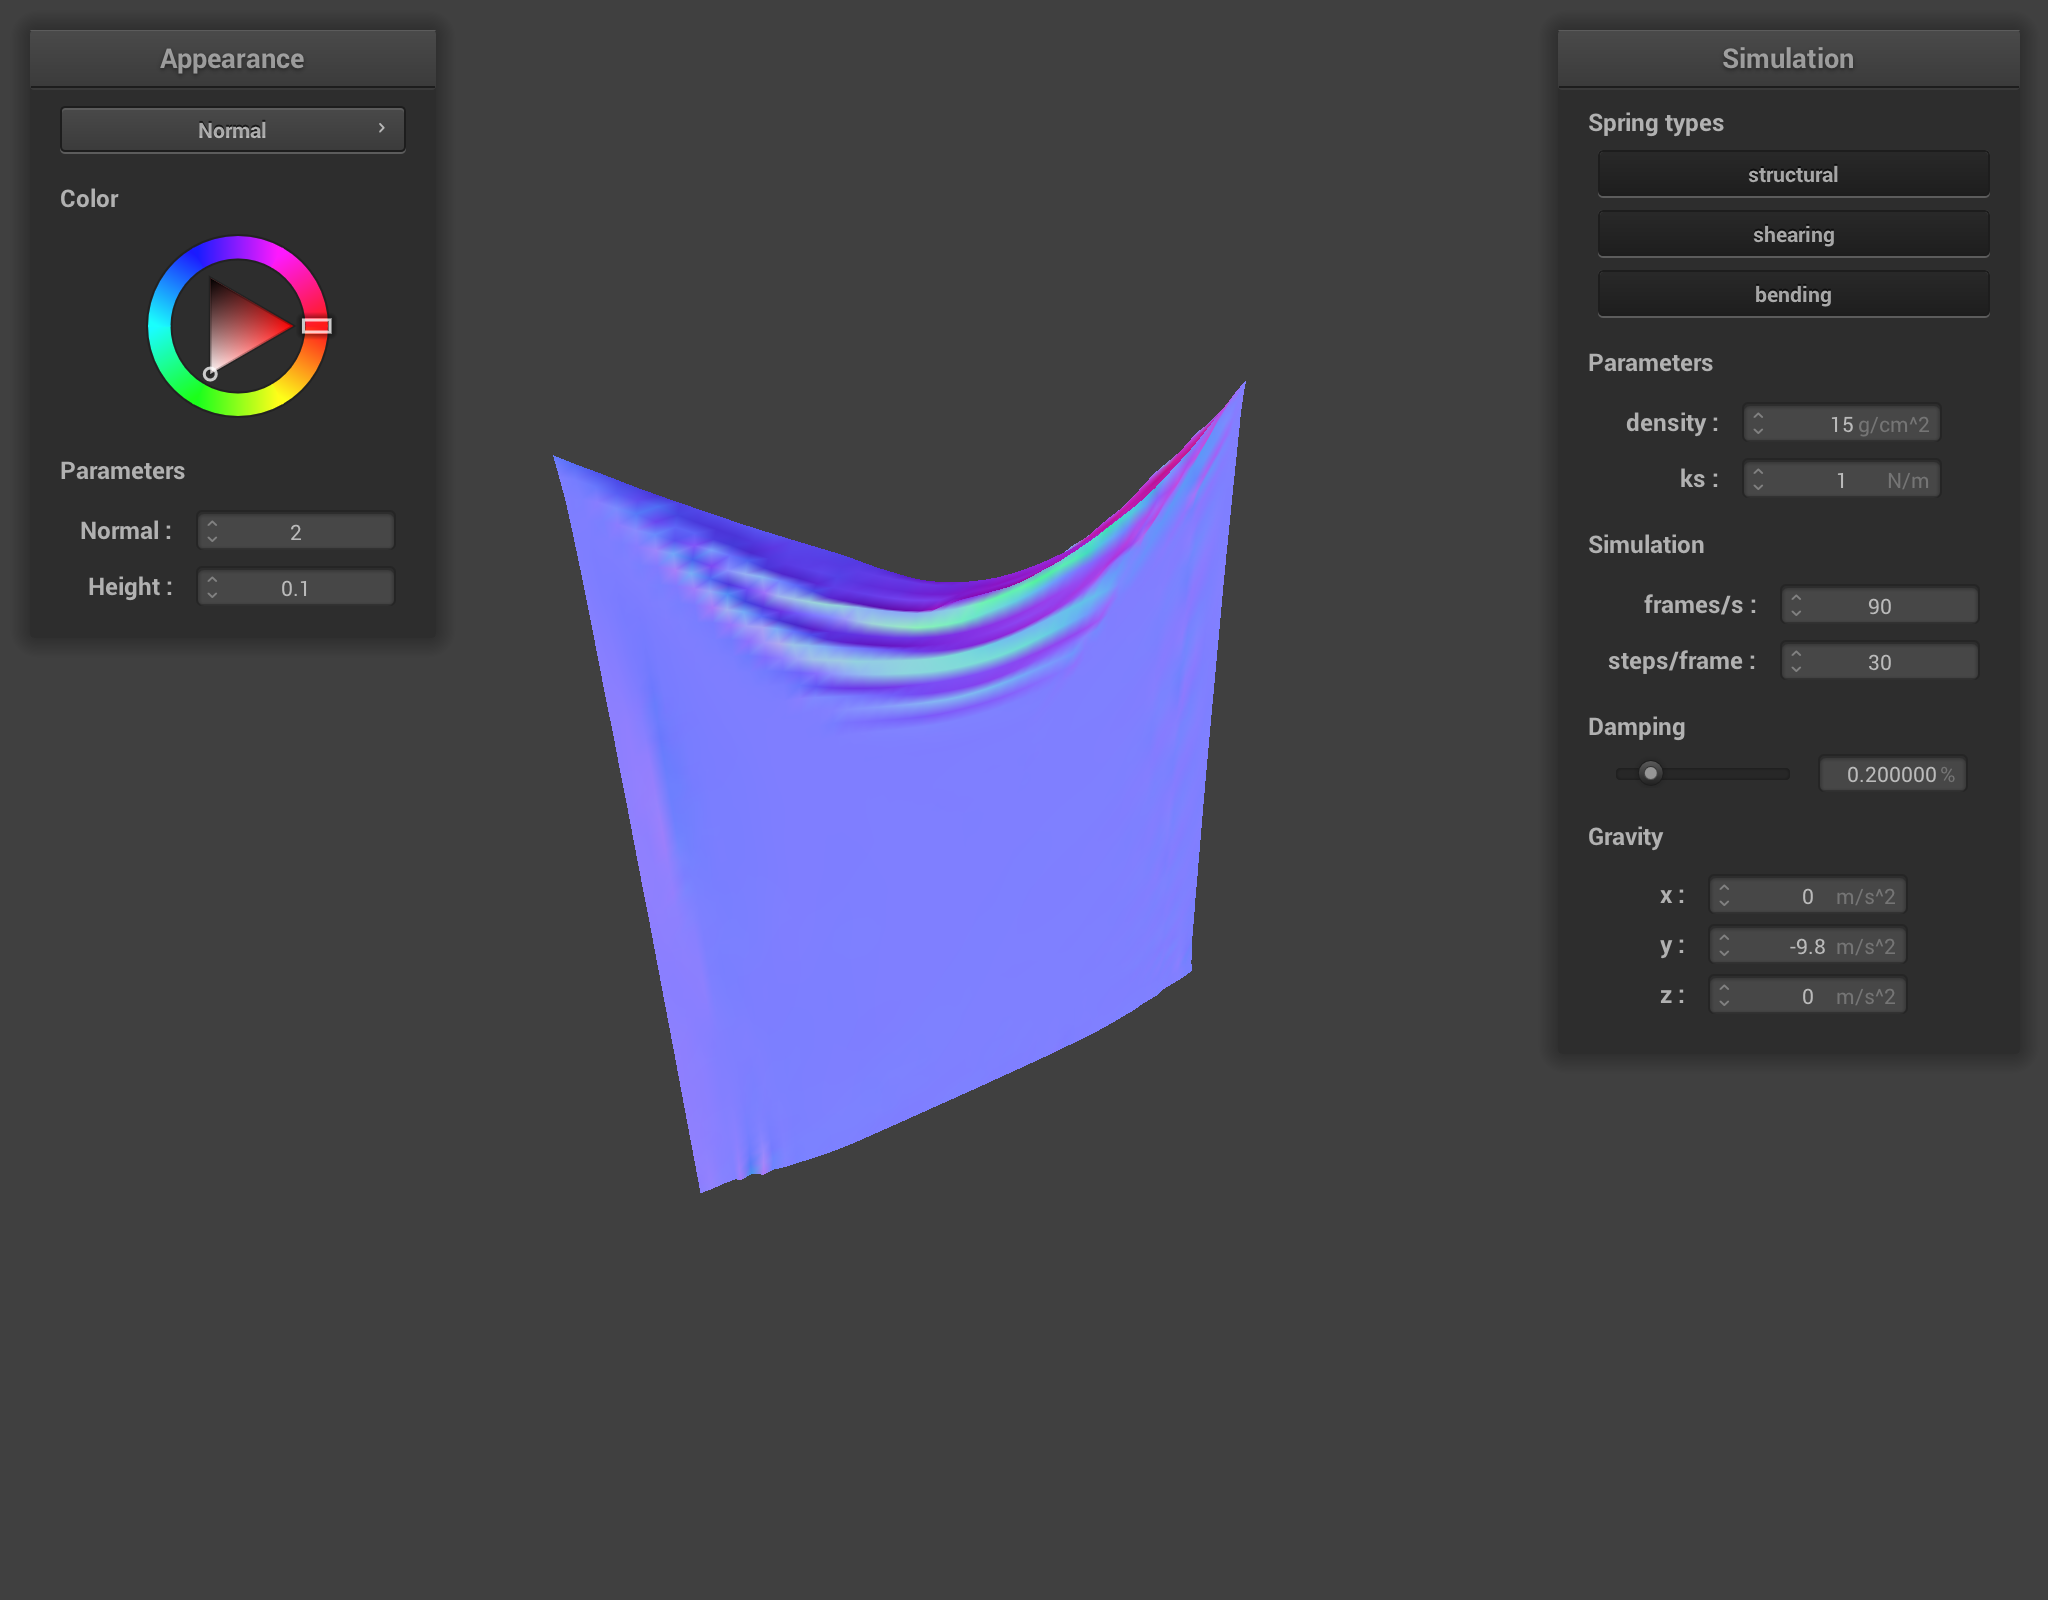 Appearance
Normal
Color
Parameters
Normal : 2
Height : 0.1
Simulation
Spring types
structural
shearing
bending
Parameters
density : 15 g/cm^2
ks : 1 N/m
Simulation
frames/s : 90
steps/frame : 30
Damping
0.200000 %
Gravity
x : 0 m/s^2
y : -9.8 m/s^2
z : 0 m/s^2